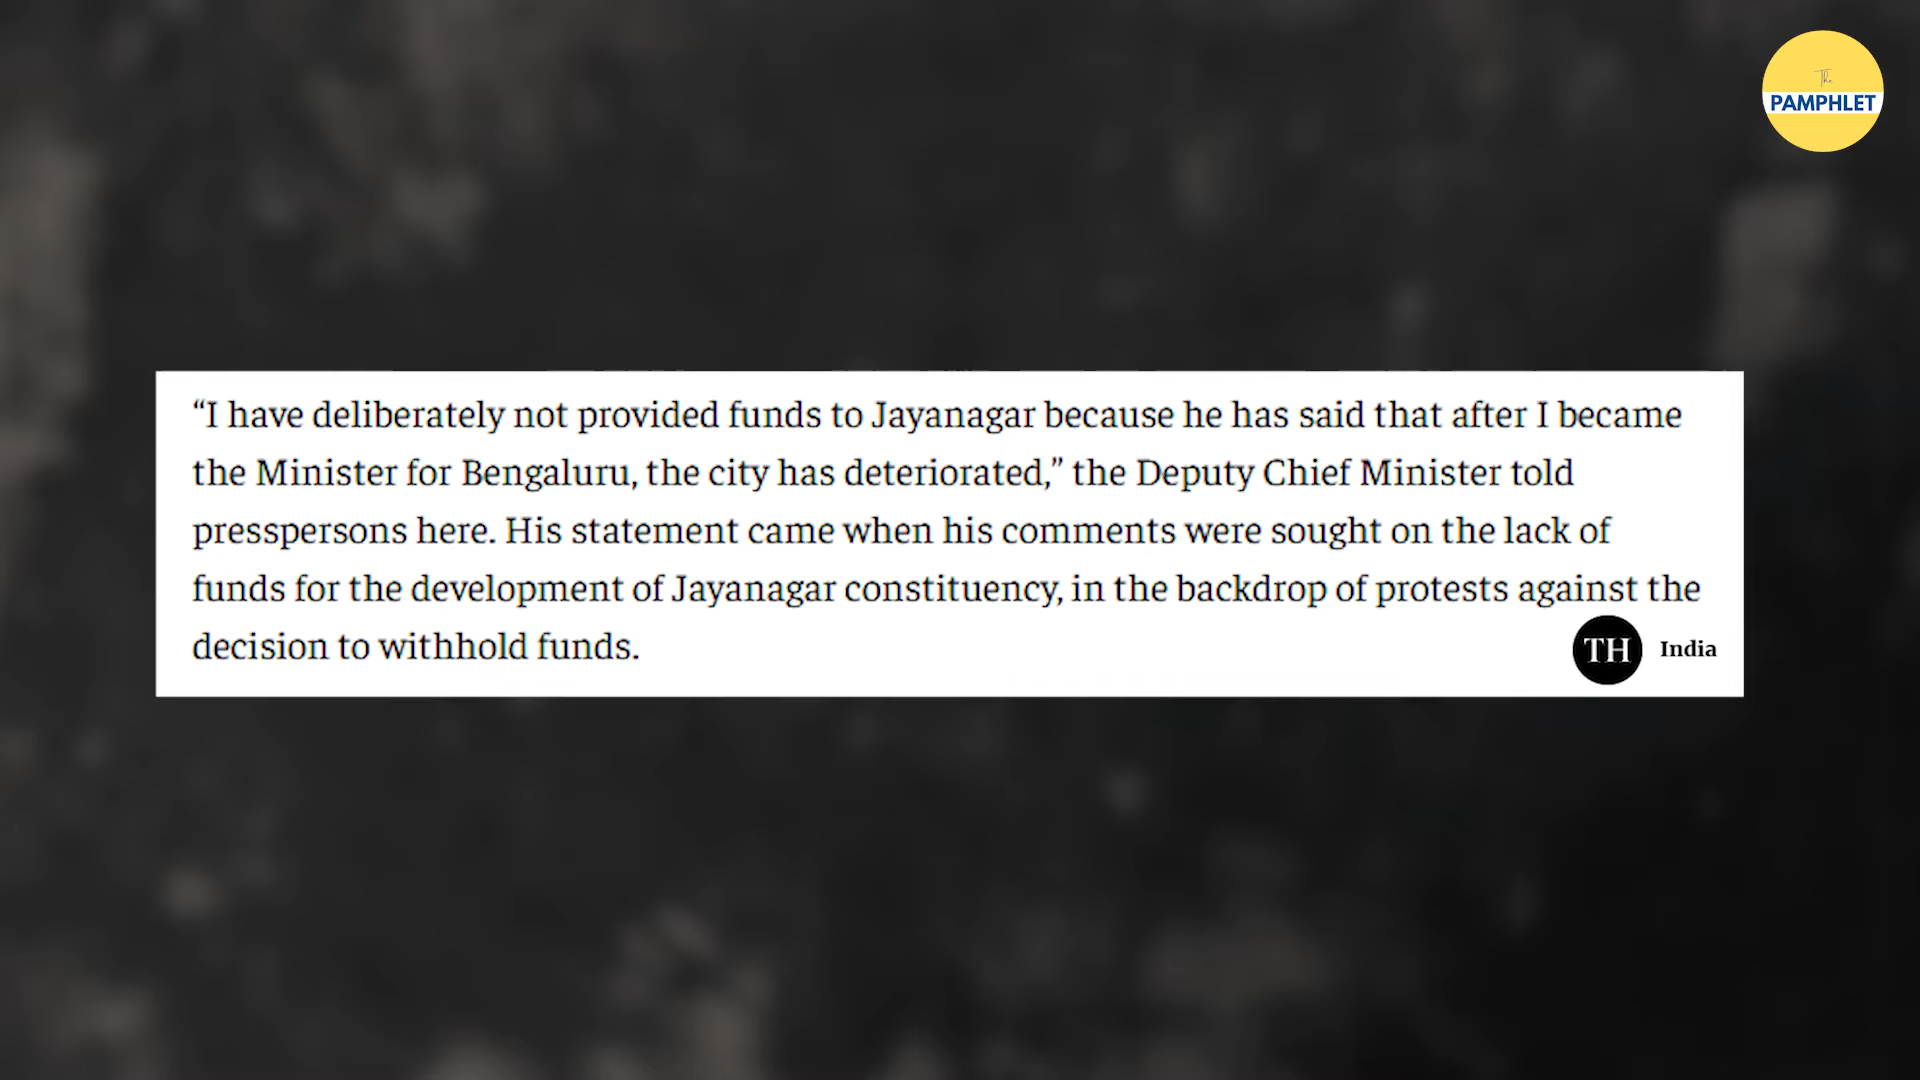 The
PAMPHLET
“I have deliberately not provided funds to Jayanagar because he has said that after I became
the Minister for Bengaluru, the city has deteriorated,” the Deputy Chief Minister told
presspersons here. His statement came when his comments were sought on the lack of
funds for the development of Jayanagar constituency, in the backdrop of protests against the
decision to withhold funds.
TH India